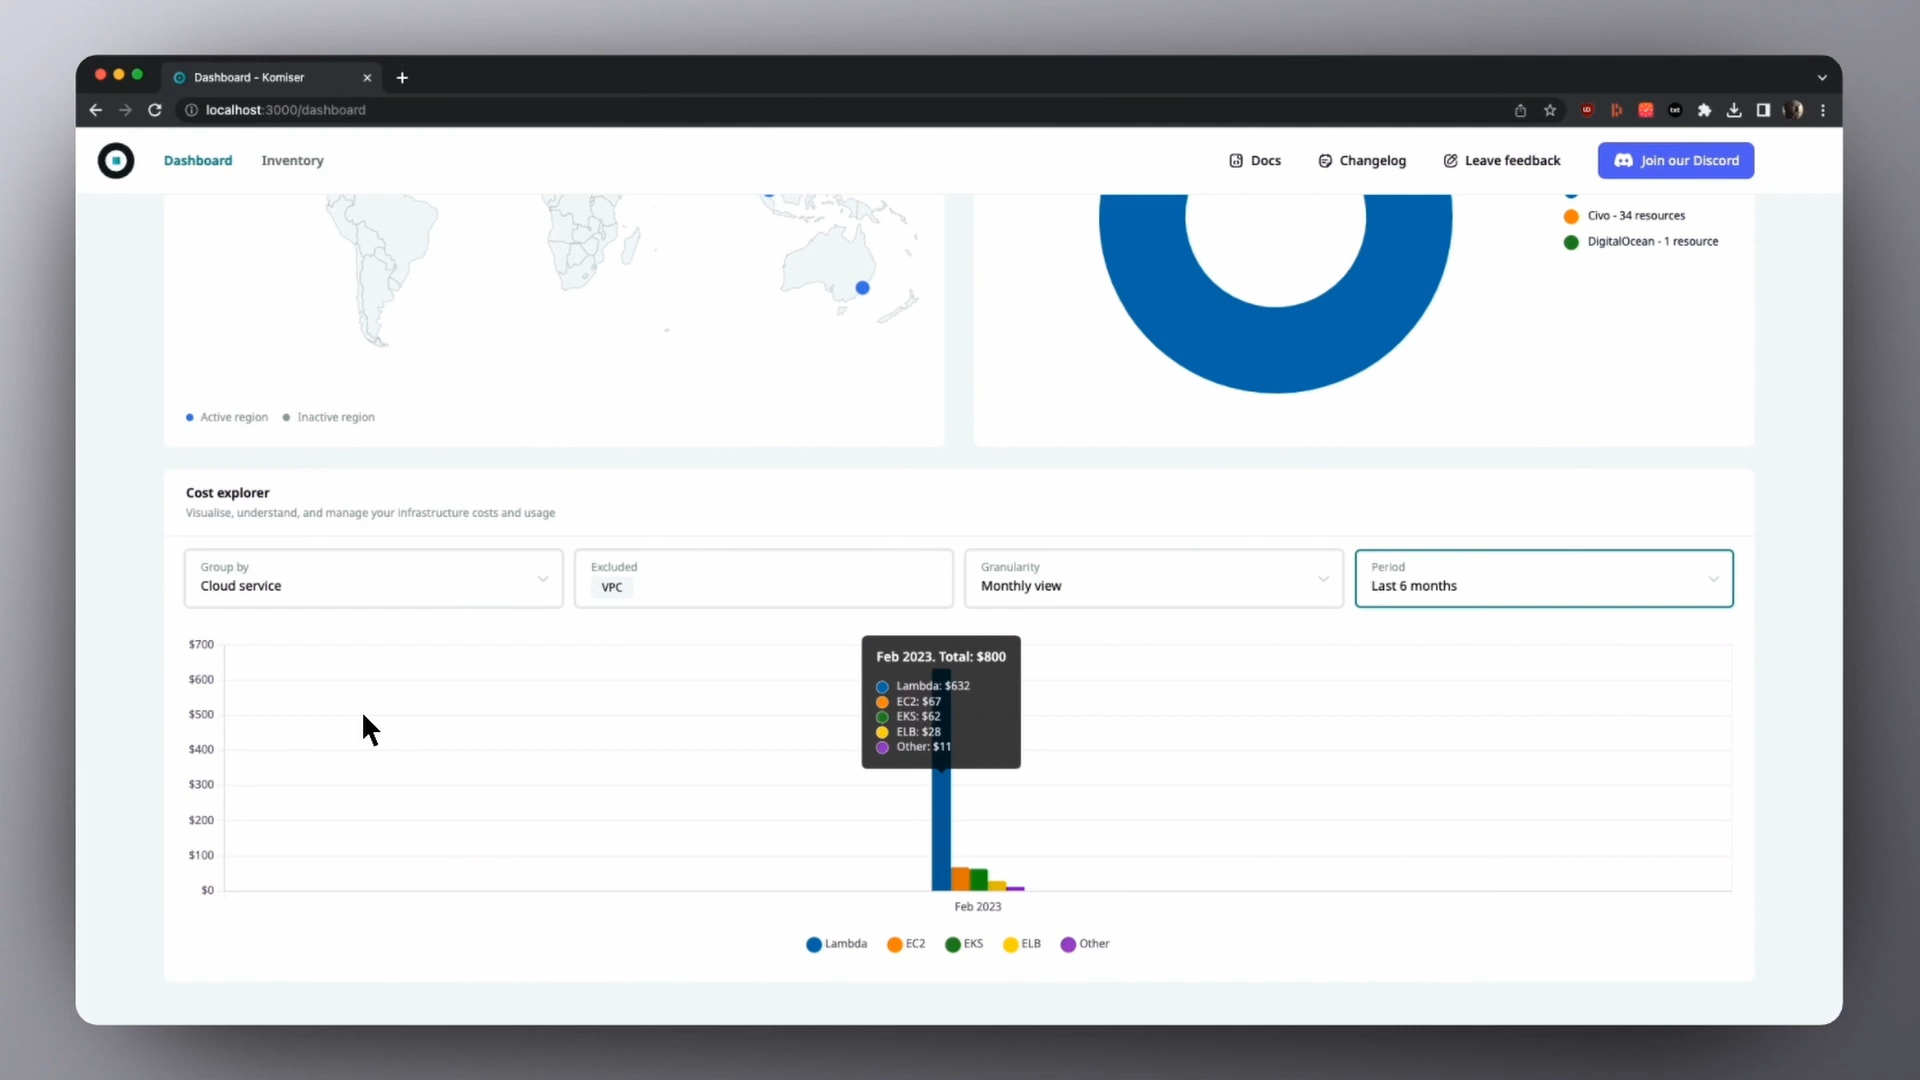 Dashboard - Komiser
localhost:3000/dashboard
Dashboard
Inventory
Docs
Changelog
Leave feedback
Join our Discord
Civo - 34 resources
DigitalOcean - 1 resource
Active region
Inactive region
Cost explorer
Visualise, understand, and manage your infrastructure costs and usage
Group by
Cloud service
Excluded
VPC
Granularity
Monthly view
Period
Last 6 months
$700
$600
$500
$400
$300
$200
$100
$0
Feb 2023. Total: $800
Lambda: $632
EC2: $67
EKS: $62
ELB: $28
Other: $11
Feb 2023
Lambda
EC2
EKS
ELB
Other